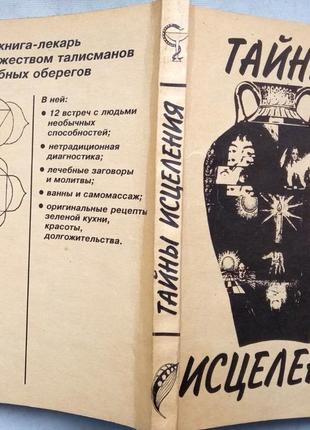 книга-лекарь
жеством талисманов
бных оберегов
В ней:
• 12 встреч с людьми
необычных
способностей;
• нетрадиционная
диагностика;
• лечебные заговоры
и молитвы;
• ванны и самомассаж;
• оригинальные рецепты
зеленой кухни,
красоты,
долгожительства.
ТАЙНЫ ИСЦЕЛЕНИЯ
ТАЙНЫ
ИСЦЕЛЕ